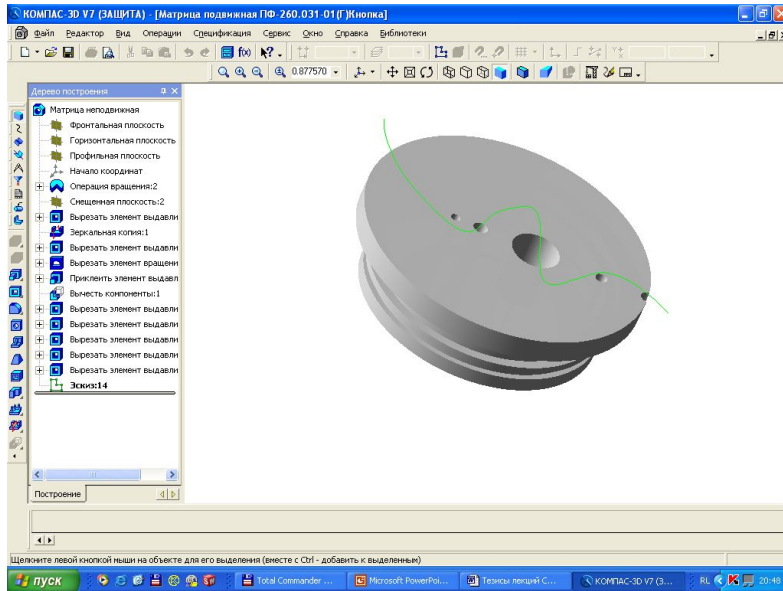 КОМПАС-3D V7 (ЗАЩИТА) - [Матрица подвижная ПФ-260.031-01(Г)Кнопка]
Файл Редактор Вид Операции Спецификация Сервис Окно Справка Библиотеки
f(x)
0.877570
Дерево построения
Матрица неподвижная
Фронтальная плоскость
Горизонтальная плоскость
Профильная плоскость
Начало координат
Операция вращения:2
Смещенная плоскость:2
Вырезать элемент выдавли
Зеркальная копия:1
Вырезать элемент выдавли
Вырезать элемент вращени
Приклеить элемент выдавл
Вычесть компоненты:1
Вырезать элемент выдавли
Вырезать элемент выдавли
Вырезать элемент выдавли
Вырезать элемент выдавли
Вырезать элемент выдавли
Эскиз:14
Построение
Щелкните левой кнопкой мыши на объекте для его выделения (вместе с Ctrl - добавить к выделенным)
пуск Total Commander ... Microsoft PowerPoi... Тезисы лекций С... КОМПАС-3D V7 (З... RL 20:48